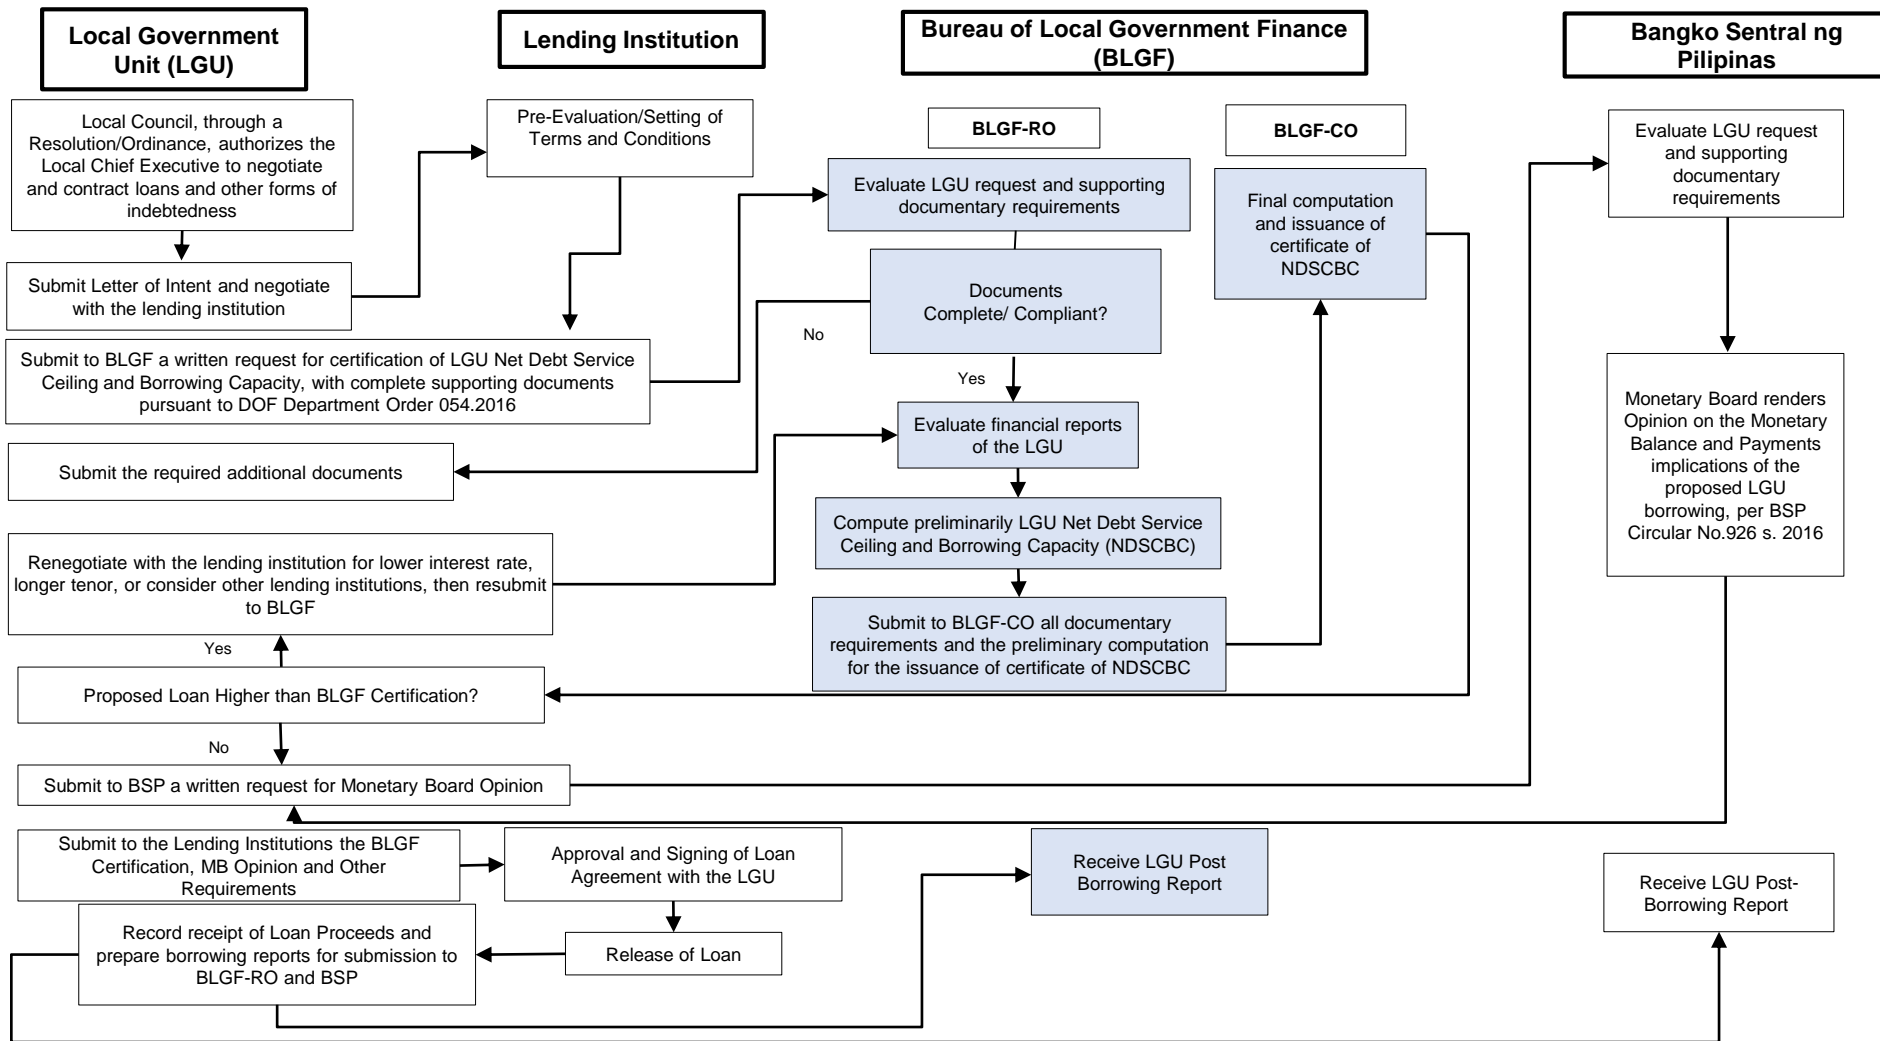 Local Government
Unit (LGU)
Lending Institution
Bureau of Local Government Finance
(BLGF)
Bangko Sentral ng
Pilipinas
Local Council, through a
Resolution/Ordinance, authorizes the
Local Chief Executive to negotiate
and contract loans and other forms of
indebtedness
Submit Letter of Intent and negotiate
with the lending institution
Pre-Evaluation/Setting of
Terms and Conditions
Submit to BLGF a written request for certification of LGU Net Debt Service
Ceiling and Borrowing Capacity, with complete supporting documents
pursuant to DOF Department Order 054.2016
BLGF-RO
BLGF-CO
Evaluate LGU request and supporting
documentary requirements
Documents
Complete/ Compliant?
No
Yes
Submit the required additional documents
Evaluate financial reports
of the LGU
Compute preliminarily LGU Net Debt Service
Ceiling and Borrowing Capacity (NDSCBC)
Submit to BLGF-CO all documentary
requirements and the preliminary computation
for the issuance of certificate of NDSCBC
Final computation
and issuance of
certificate of
NDSCBC
Renegotiate with the lending institution for lower interest rate,
longer tenor, or consider other lending institutions, then resubmit
to BLGF
Yes
Proposed Loan Higher than BLGF Certification?
No
Submit to BSP a written request for Monetary Board Opinion
Evaluate LGU request
and supporting
documentary
requirements
Monetary Board renders
Opinion on the Monetary
Balance and Payments
implications of the
proposed LGU
borrowing, per BSP
Circular No.926 s. 2016
Submit to the Lending Institutions the BLGF
Certification, MB Opinion and Other
Requirements
Approval and Signing of Loan
Agreement with the LGU
Release of Loan
Record receipt of Loan Proceeds and
prepare borrowing reports for submission to
BLGF-RO and BSP
Receive LGU Post
Borrowing Report
Receive LGU Post-
Borrowing Report